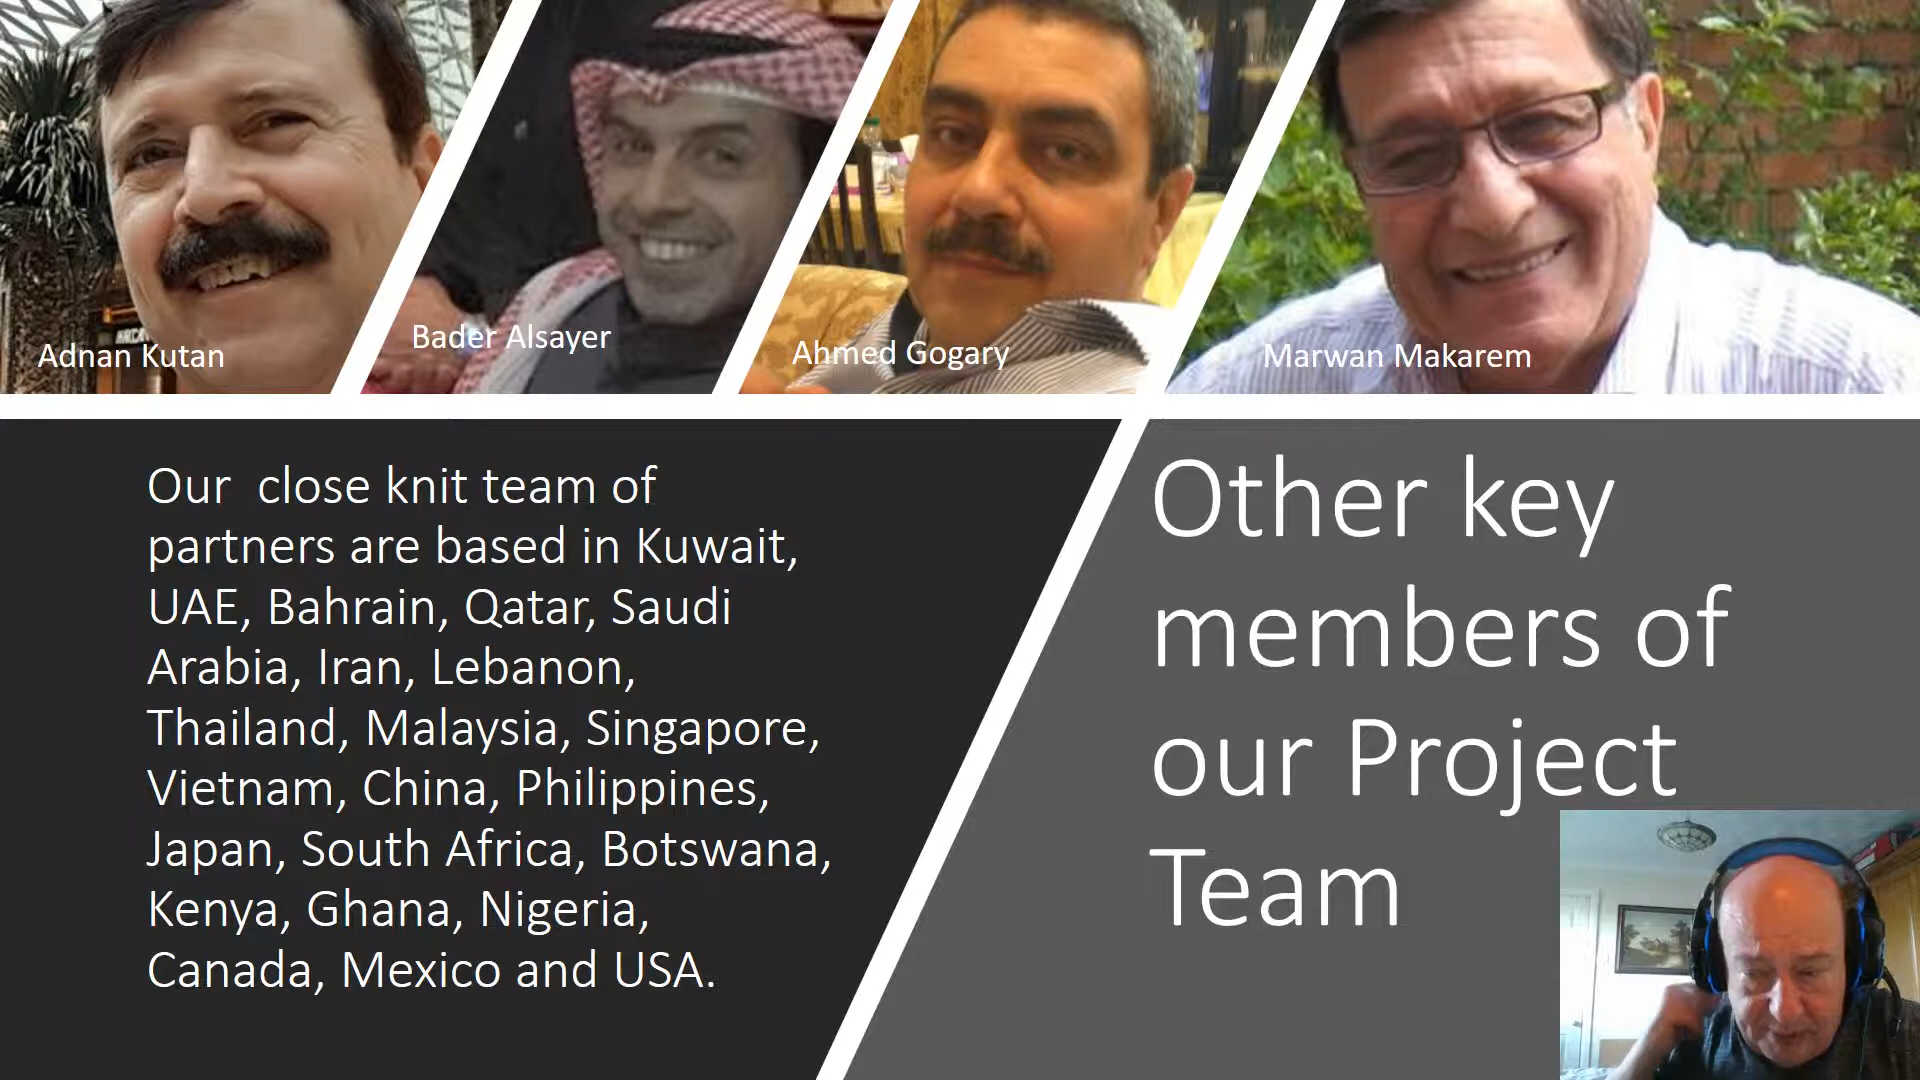 Adnan Kutan
Bader Alsayer
Ahmed Gogary
Marwan Makarem
Our  close knit team of
partners are based in Kuwait,
UAE, Bahrain, Qatar, Saudi
Arabia, Iran, Lebanon,
Thailand, Malaysia, Singapore,
Vietnam, China, Philippines,
Japan, South Africa, Botswana,
Kenya, Ghana, Nigeria,
Canada, Mexico and USA.
Other key
members of
our Project
Team